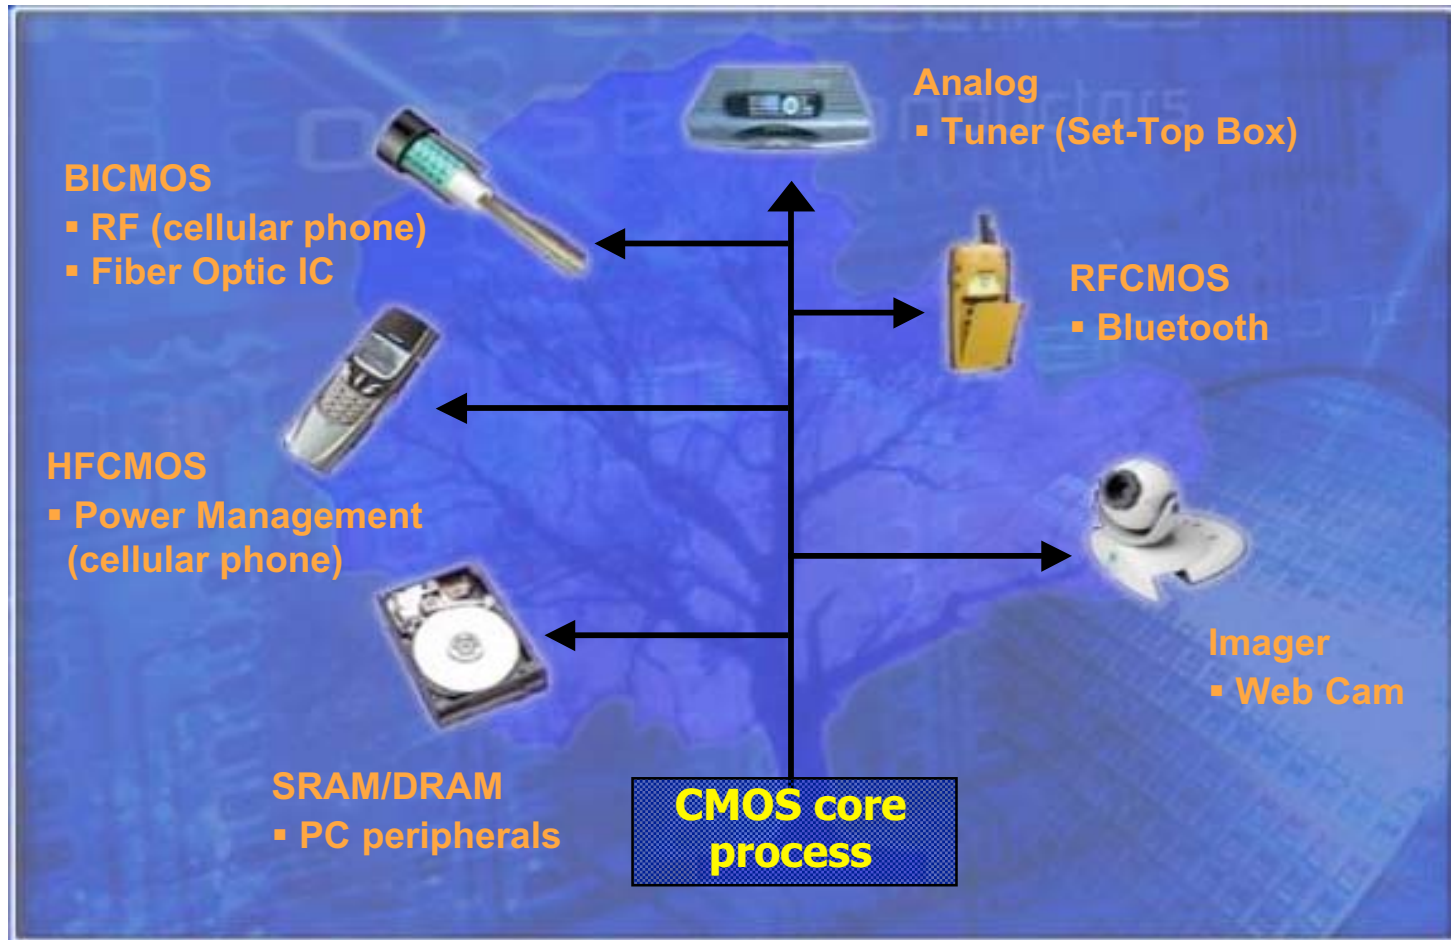 Analog
▪ Tuner (Set-Top Box)
BICMOS
▪ RF (cellular phone)
▪ Fiber Optic IC
RFCMOS
▪ Bluetooth
HFCMOS
▪ Power Management
(cellular phone)
Imager
▪ Web Cam
SRAM/DRAM
▪ PC peripherals
CMOS core
process